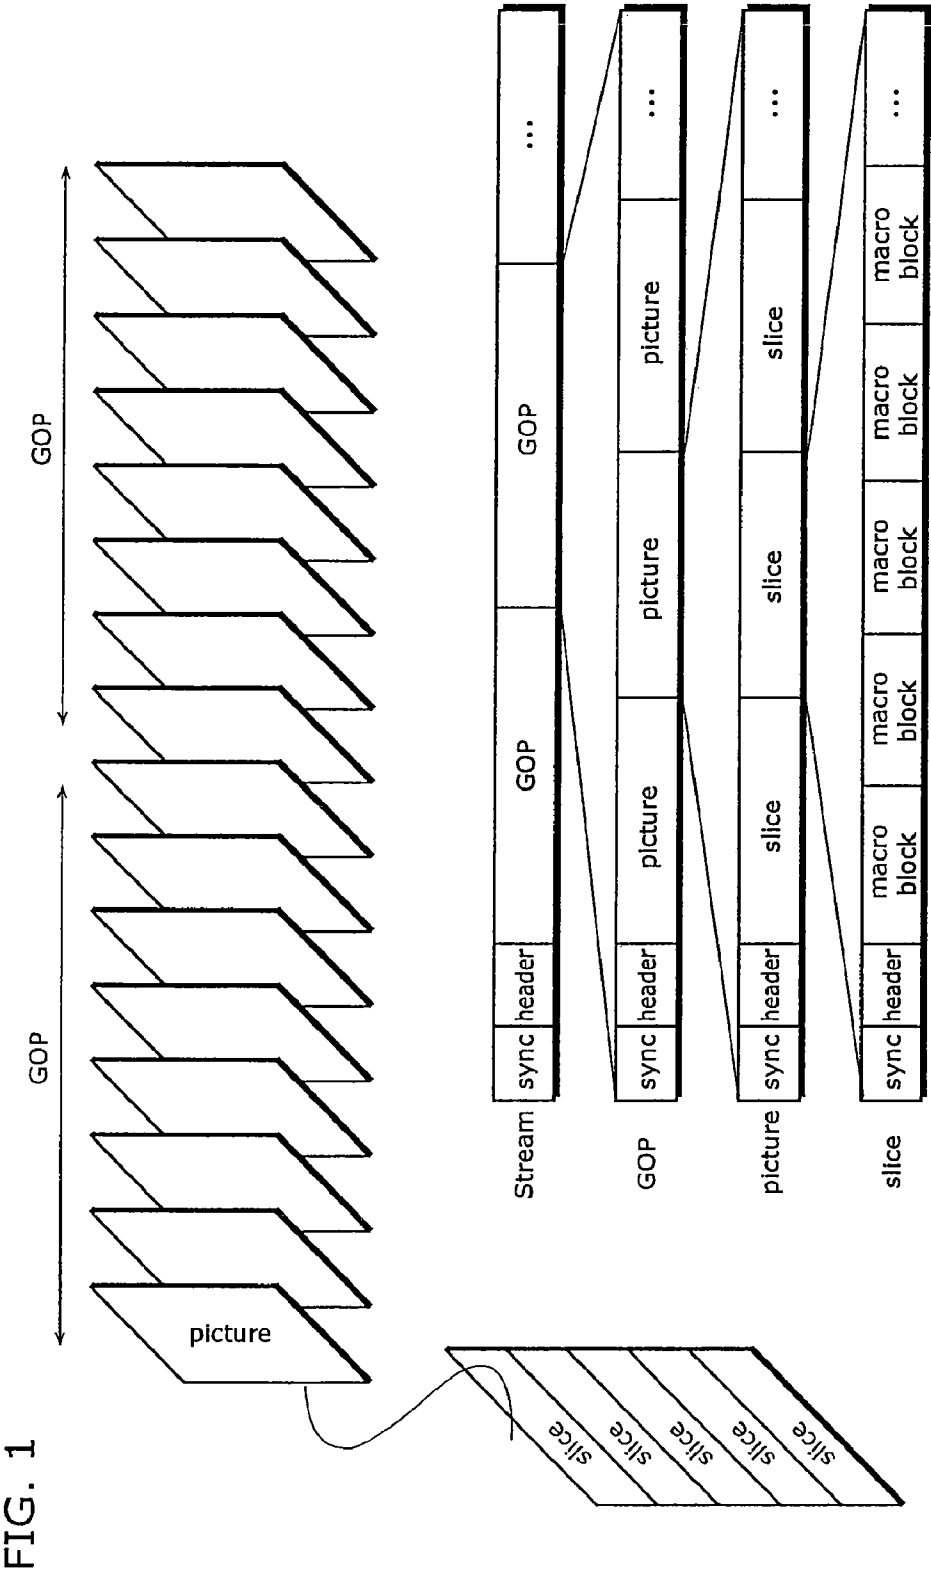 FIG. 1
GOP
GOP
picture
slice
slice
slice
slice
slice
Stream sync header GOP GOP ...
GOP sync header picture picture picture ...
picture sync header slice slice slice ...
slice sync header macro block macro block macro block macro block macro block ...